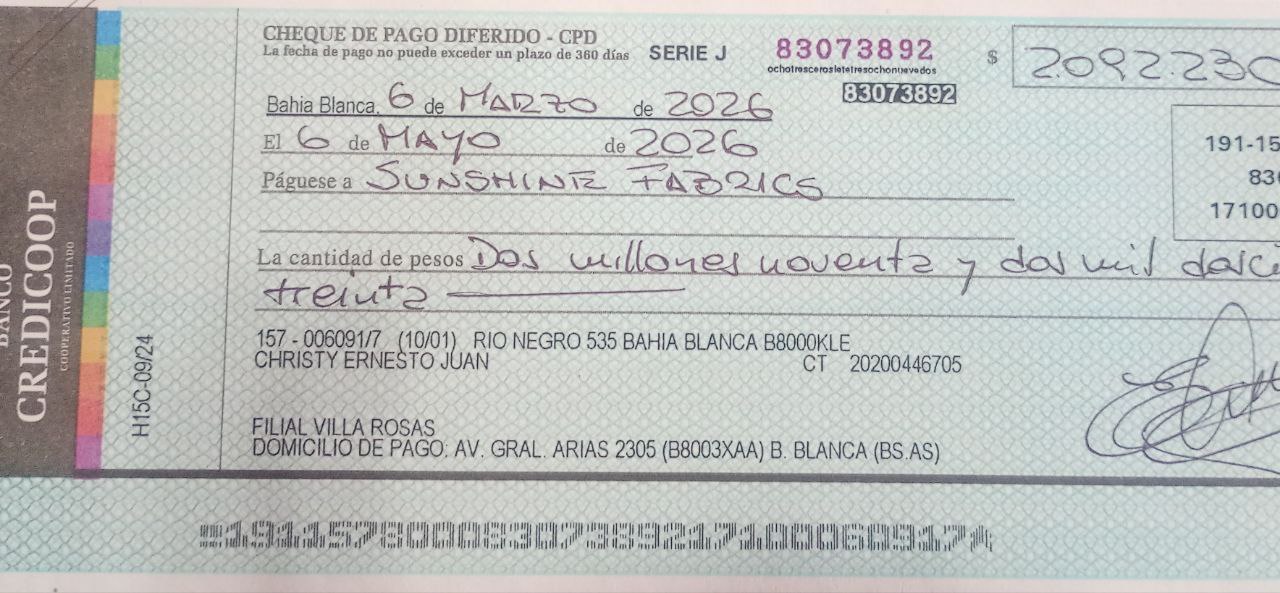 BANCO
CREDICOOP
COOPERATIVO LIMITADO
H15C-09/24
CHEQUE DE PAGO DIFERIDO - CPD
La fecha de pago no puede exceder un plazo de 360 días
SERIE J
83073892
83073892
$ 2.092.230
Bahia Blanca, 6 de MARZO de 2026
El 6 de MAYO de 2026
Páguese a SUNSHINE FABRICS
191-15
83
17100
La cantidad de pesos Dos millones noventa y dos mil dosc
treinta
157 - 006091/7 (10/01) RIO NEGRO 535 BAHIA BLANCA B8000KLE
CHRISTY ERNESTO JUAN CT 20200446705
FILIAL VILLA ROSAS
DOMICILIO DE PAGO: AV. GRAL. ARIAS 2305 (B8003XAA) B. BLANCA (BS.AS)